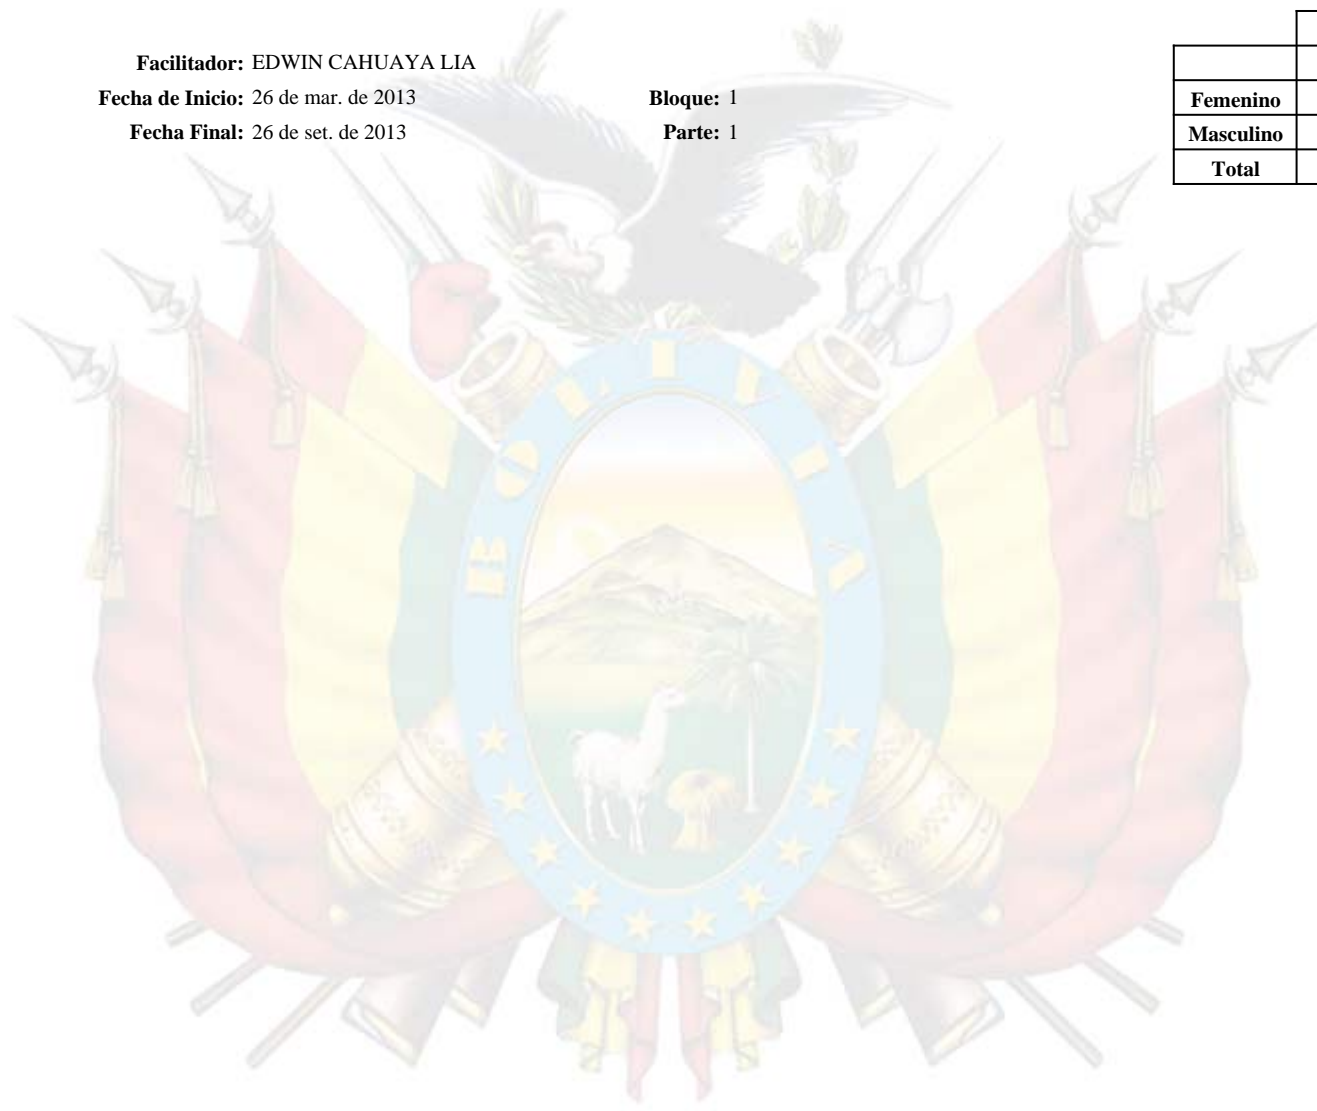 Facilitador: EDWIN CAHUAYA LIA
Fecha de Inicio: 26 de mar. de 2013 Bloque: 1
Fecha Final: 26 de set. de 2013 Parte: 1
Femenino
Masculino
Total
BOLIVIA